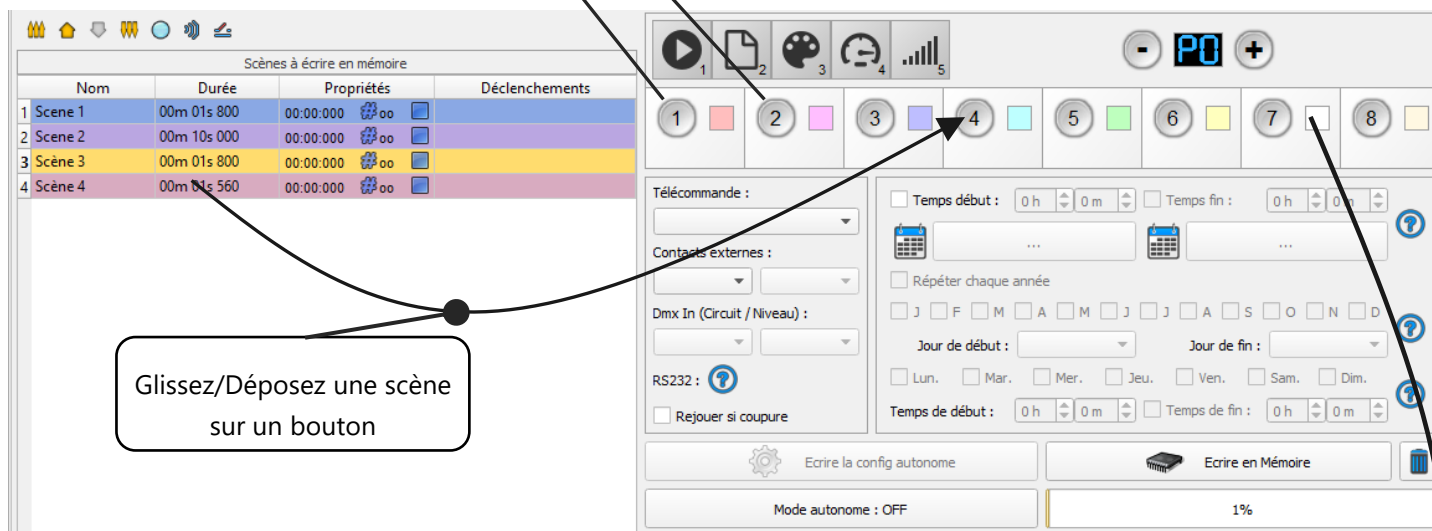 1 2 3 4 5
- P0 +
Scènes à écrire en mémoire
Nom Durée Propriétés Déclenchements
1 Scene 1 00m 01s 800 00:00:000 # oo
2 Scene 2 00m 10s 000 00:00:000 # oo
3 Scène 3 00m 01s 800 00:00:000 # oo
4 Scène 4 00m 01s 560 00:00:000 # oo
1 2 3 4 5 6 7 8
Télécommande :
Contacts externes :
Dmx In (Circuit / Niveau) :
RS232 : ?
Rejouer si coupure
Temps début : 0 h 0 m Temps fin : 0 h 0 m ?
... ...
Répéter chaque année
J F M A M J J A S O N D ?
Jour de début : Jour de fin :
Lun. Mar. Mer. Jeu. Ven. Sam. Dim. ?
Temps de début : 0 h 0 m Temps de fin : 0 h 0 m
Glissez/Déposez une scène
sur un bouton
Ecrire la config autonome Ecrire en Mémoire
Mode autonome : OFF 1%